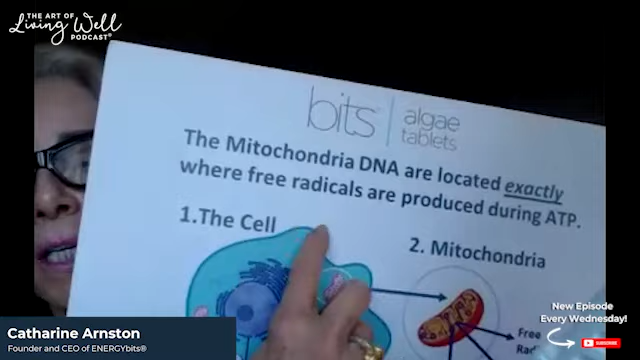 THE ART OF
Living Well
PODCAST®
bits® | algae
tablets
The Mitochondria DNA are located exactly
where free radicals are produced during ATP.
1.The Cell
2. Mitochondria
Free
New Episode
Every Wednesday!
SUBSCRIBE
Catharine Arnston
Founder and CEO of ENERGYbits®